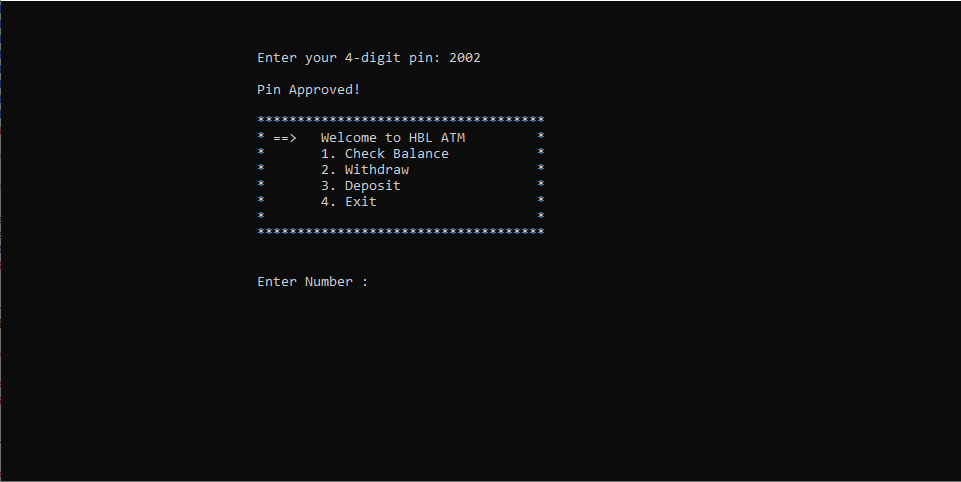 Enter your 4-digit pin: 2002
Pin Approved!
************************************
* ==>   Welcome to HBL ATM         *
*       1. Check Balance           *
*       2. Withdraw                *
*       3. Deposit                 *
*       4. Exit                    *
*                                  *
************************************
Enter Number :